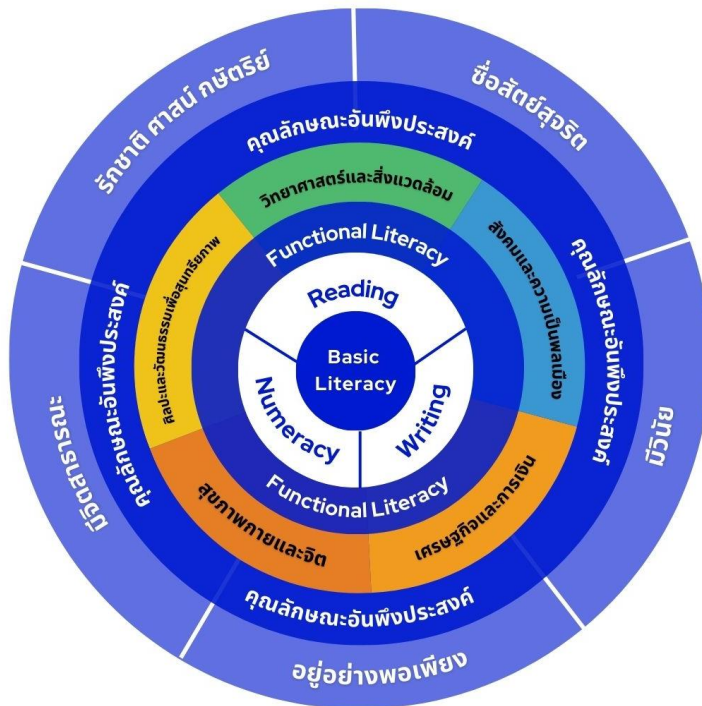 รักชาติ ศาสน์ กษัตริย์
ซื่อสัตย์สุจริต
มีวินัย
อยู่อย่างพอเพียง
มีจิตสาธารณะ
คุณลักษณะอันพึงประสงค์
คุณลักษณะอันพึงประสงค์
คุณลักษณะอันพึงประสงค์
คุณลักษณะอันพึงประสงค์
วิทยาศาสตร์และสิ่งแวดล้อม
สังคมและความเป็นพลเมือง
เศรษฐกิจและการเงิน
สุขภาพกายและจิต
ศิลปะและวัฒนธรรมเพื่อสุนทรียภาพ
Functional Literacy
Functional Literacy
Reading
Writing
Numeracy
Basic
Literacy